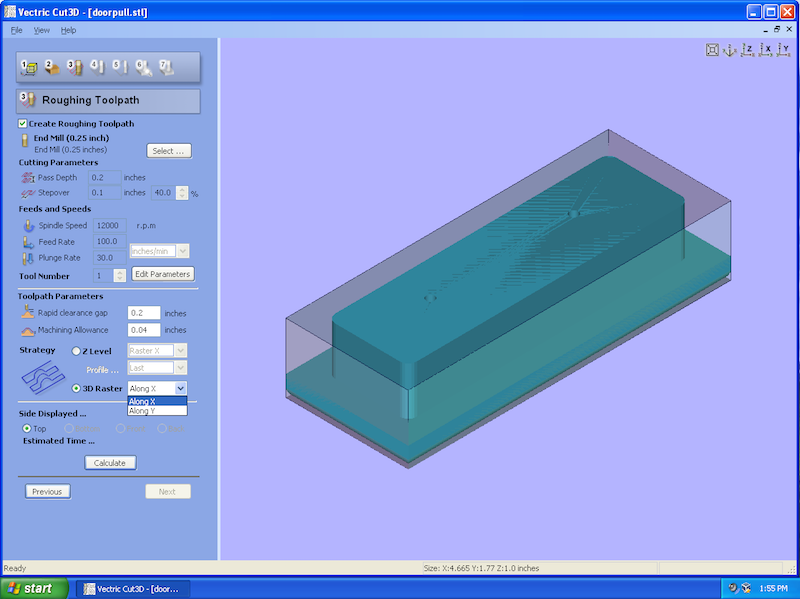 Vectric Cut3D - [doorpull.stl]
File View Help
1 2 3 4 5 6 7
Z X Y
3 Roughing Toolpath
Create Roughing Toolpath
End Mill (0.25 inch)
End Mill (0.25 inches)
Select ...
Cutting Parameters
Pass Depth 0.2 inches
Stepover 0.1 inches 40.0 %
Feeds and Speeds
Spindle Speed 12000 r.p.m
Feed Rate 100.0
inches/min
Plunge Rate 30.0
Tool Number 1 Edit Parameters
Toolpath Parameters
Rapid clearance gap 0.2 inches
Machining Allowance 0.04 inches
Strategy Z Level Raster X
Profile ... Last
3D Raster Along X
Along X
Along Y
Side Displayed ...
Top
Estimated Time ...
Calculate
Previous Next
Ready Size: X:4.665 Y:1.77 Z:1.0 inches
start Vectric Cut3D - [door... 1:55 PM